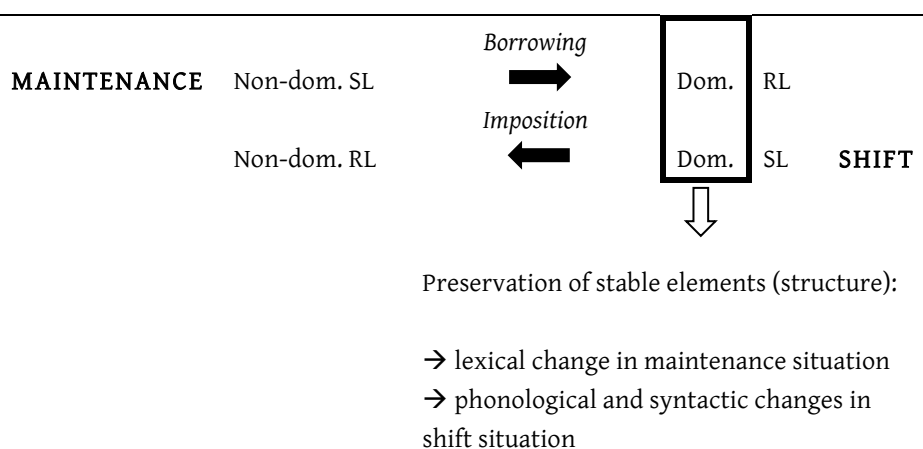 Borrowing
MAINTENANCE Non-dom. SL Dom. RL
Imposition
Non-dom. RL Dom. SL SHIFT
Preservation of stable elements (structure):
→ lexical change in maintenance situation
→ phonological and syntactic changes in
shift situation